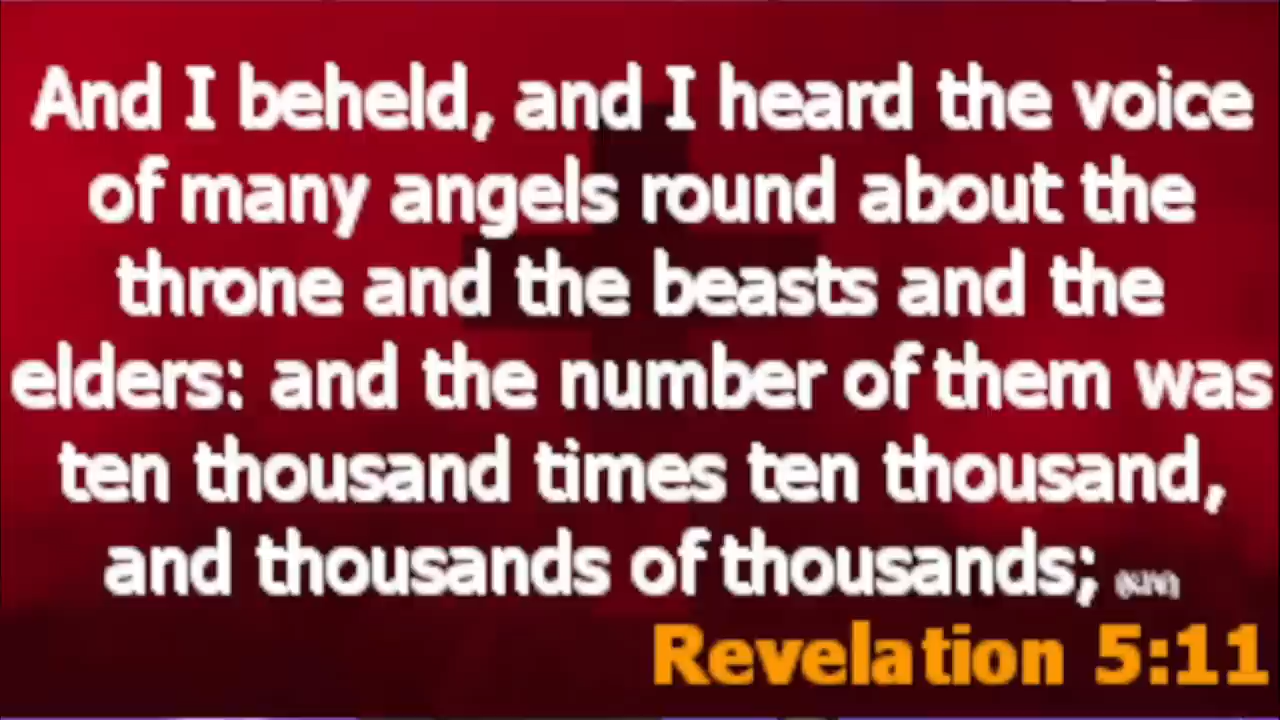 And I beheld, and I heard the voice
of many angels round about the
throne and the beasts and the
elders: and the number of them was
ten thousand times ten thousand,
and thousands of thousands; (KJV)
Revelation 5:11